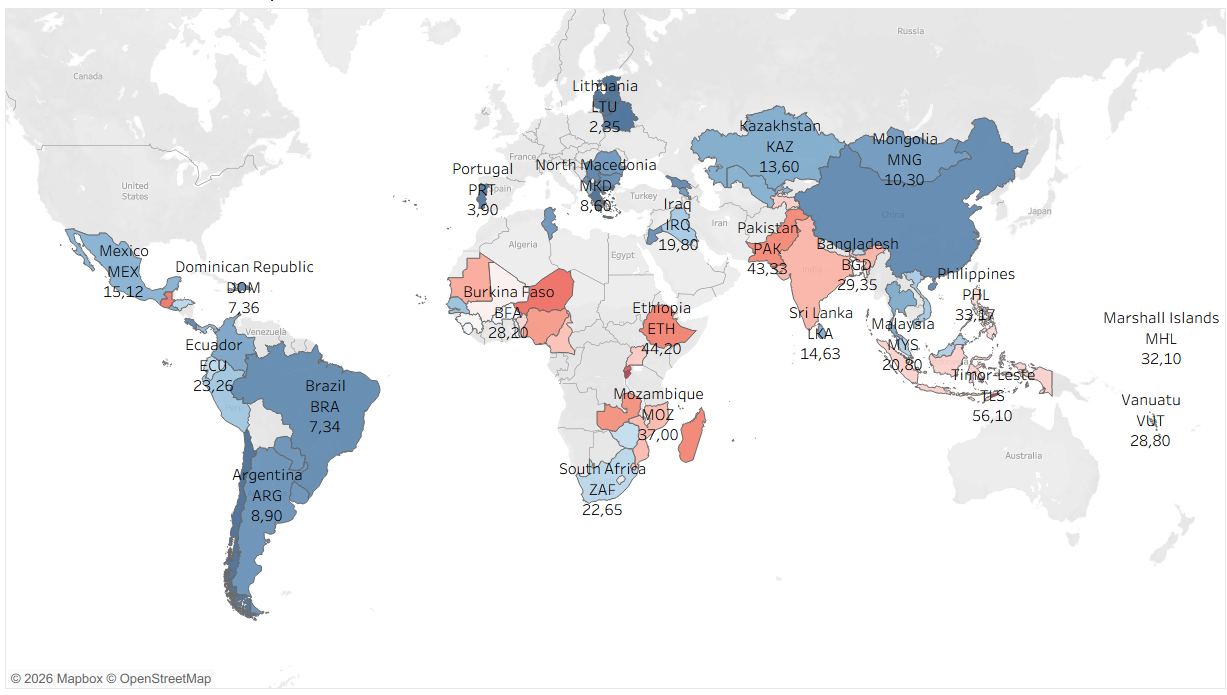 Russia
Canada
United
States
Venezuela
Peru
France
Spain
Turkey
Algeria
Egypt
Iran
India
China
Japan
Australia
Lithuania
LTU
2,35
Kazakhstan
KAZ
13,60
Mongolia
MNG
10,30
Portugal
PRT
3,90
North Macedonia
MKD
8,60
Iraq
IRQ
19,80
Pakistan
PAK
43,33
Bangladesh
BGD
29,35
Mexico
MEX
15,12
Dominican Republic
DOM
7,36
Burkina Faso
BFA
28,20
Ethiopia
ETH
44,20
Sri Lanka
LKA
14,63
Philippines
PHL
33,17
Malaysia
MYS
20,80
Marshall Islands
MHL
32,10
Ecuador
ECU
23,26
Brazil
BRA
7,34
Mozambique
MOZ
37,00
Timor-Leste
TLS
56,10
Vanuatu
VUT
28,80
Argentina
ARG
8,90
South Africa
ZAF
22,65
© 2026 Mapbox © OpenStreetMap